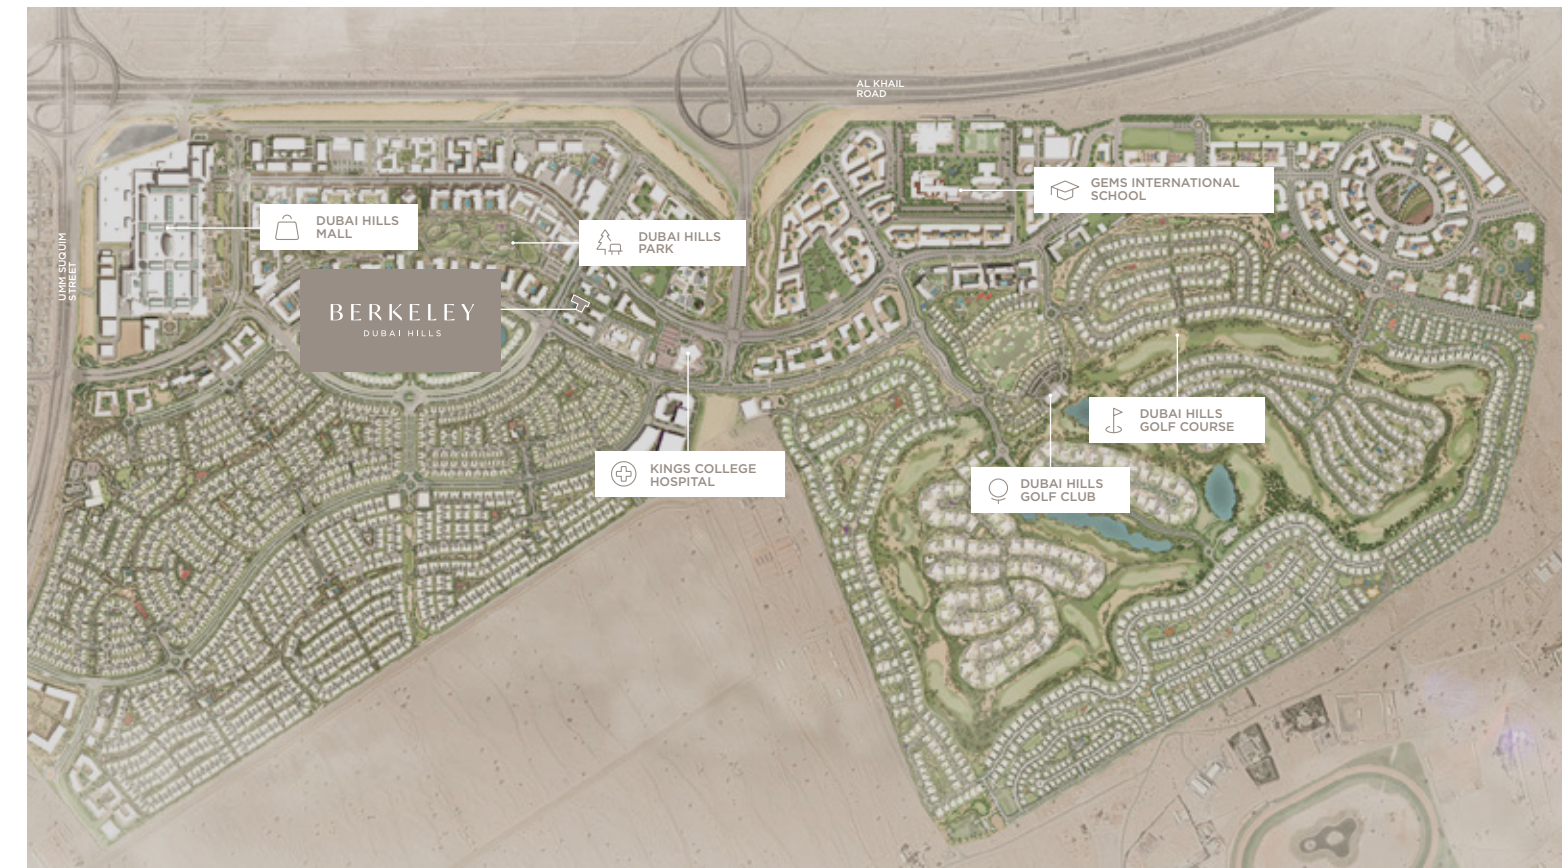 AL KHAIL
ROAD
GEMS INTERNATIONAL
SCHOOL
DUBAI HILLS
MALL
DUBAI HILLS
PARK
UMM SUQUIM
STREET
BERKELEY
DUBAI HILLS
DUBAI HILLS
GOLF COURSE
KINGS COLLEGE
HOSPITAL
DUBAI HILLS
GOLF CLUB